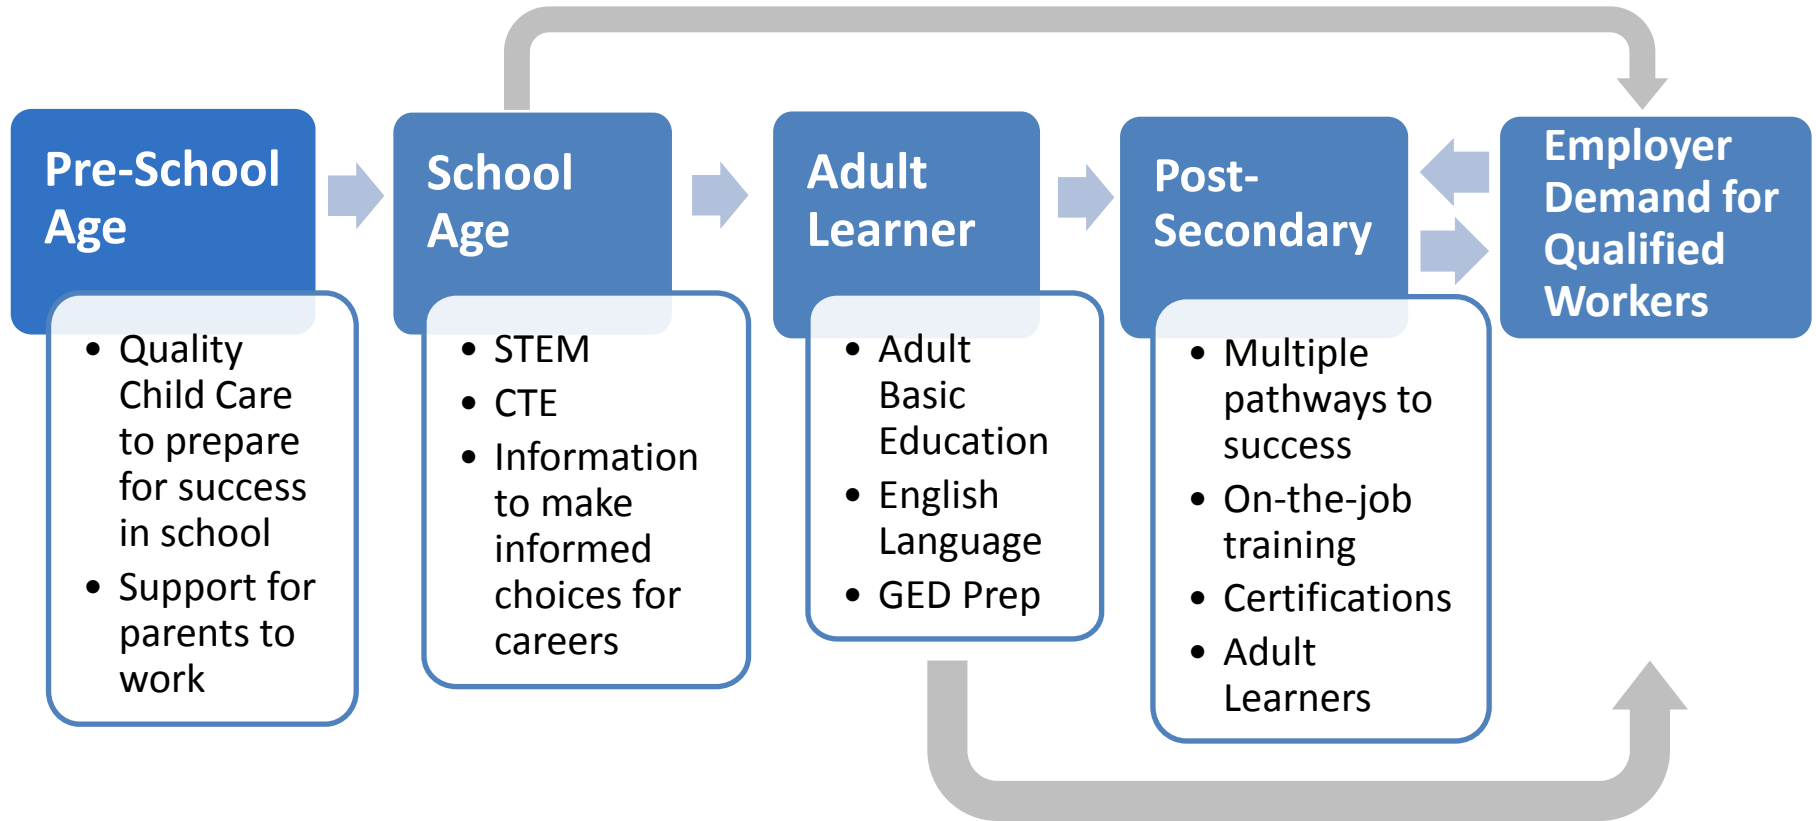 Pre-School
Age
• Quality
Child Care
to prepare
for success
in school
• Support for
parents to
work
School
Age
• STEM
• CTE
• Information
to make
informed
choices for
careers
Adult
Learner
• Adult
Basic
Education
• English
Language
• GED Prep
Post-
Secondary
• Multiple
pathways to
success
• On-the-job
training
• Certifications
• Adult
Learners
Employer
Demand for
Qualified
Workers